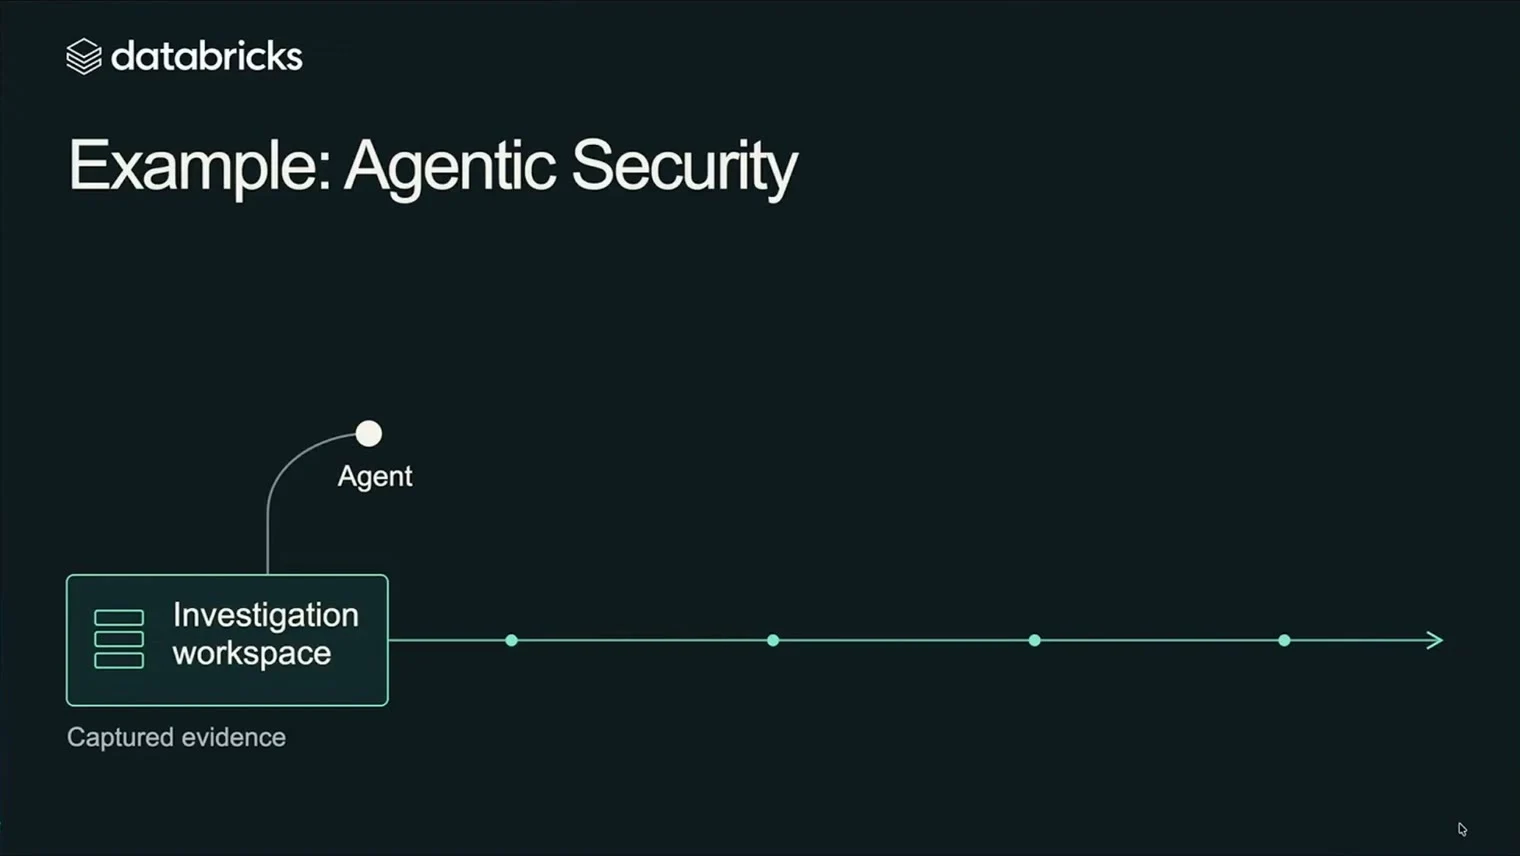 databricks
Example: Agentic Security
Agent
Investigation
workspace
Captured evidence